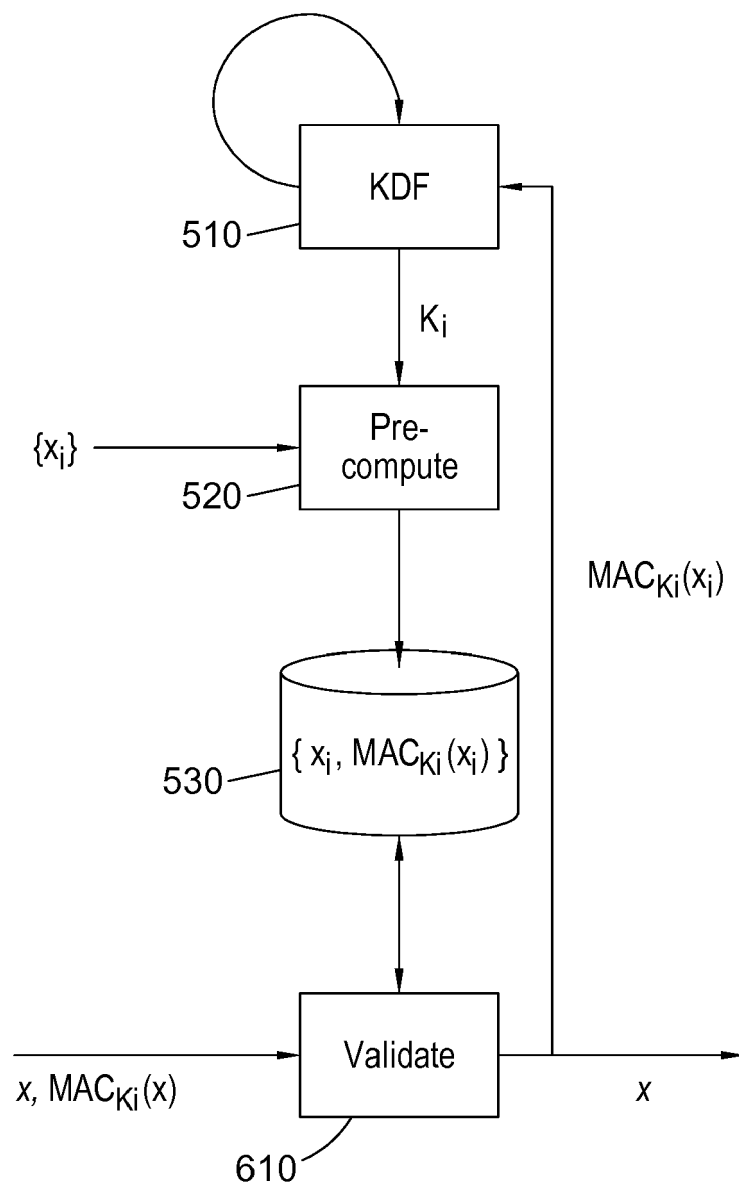 KDF
510
Ki
{xi}
Pre-
compute
520
MACKi(xi)
{ xi, MACKi(xi) }
530
Validate
x, MACKi(x)
x
610